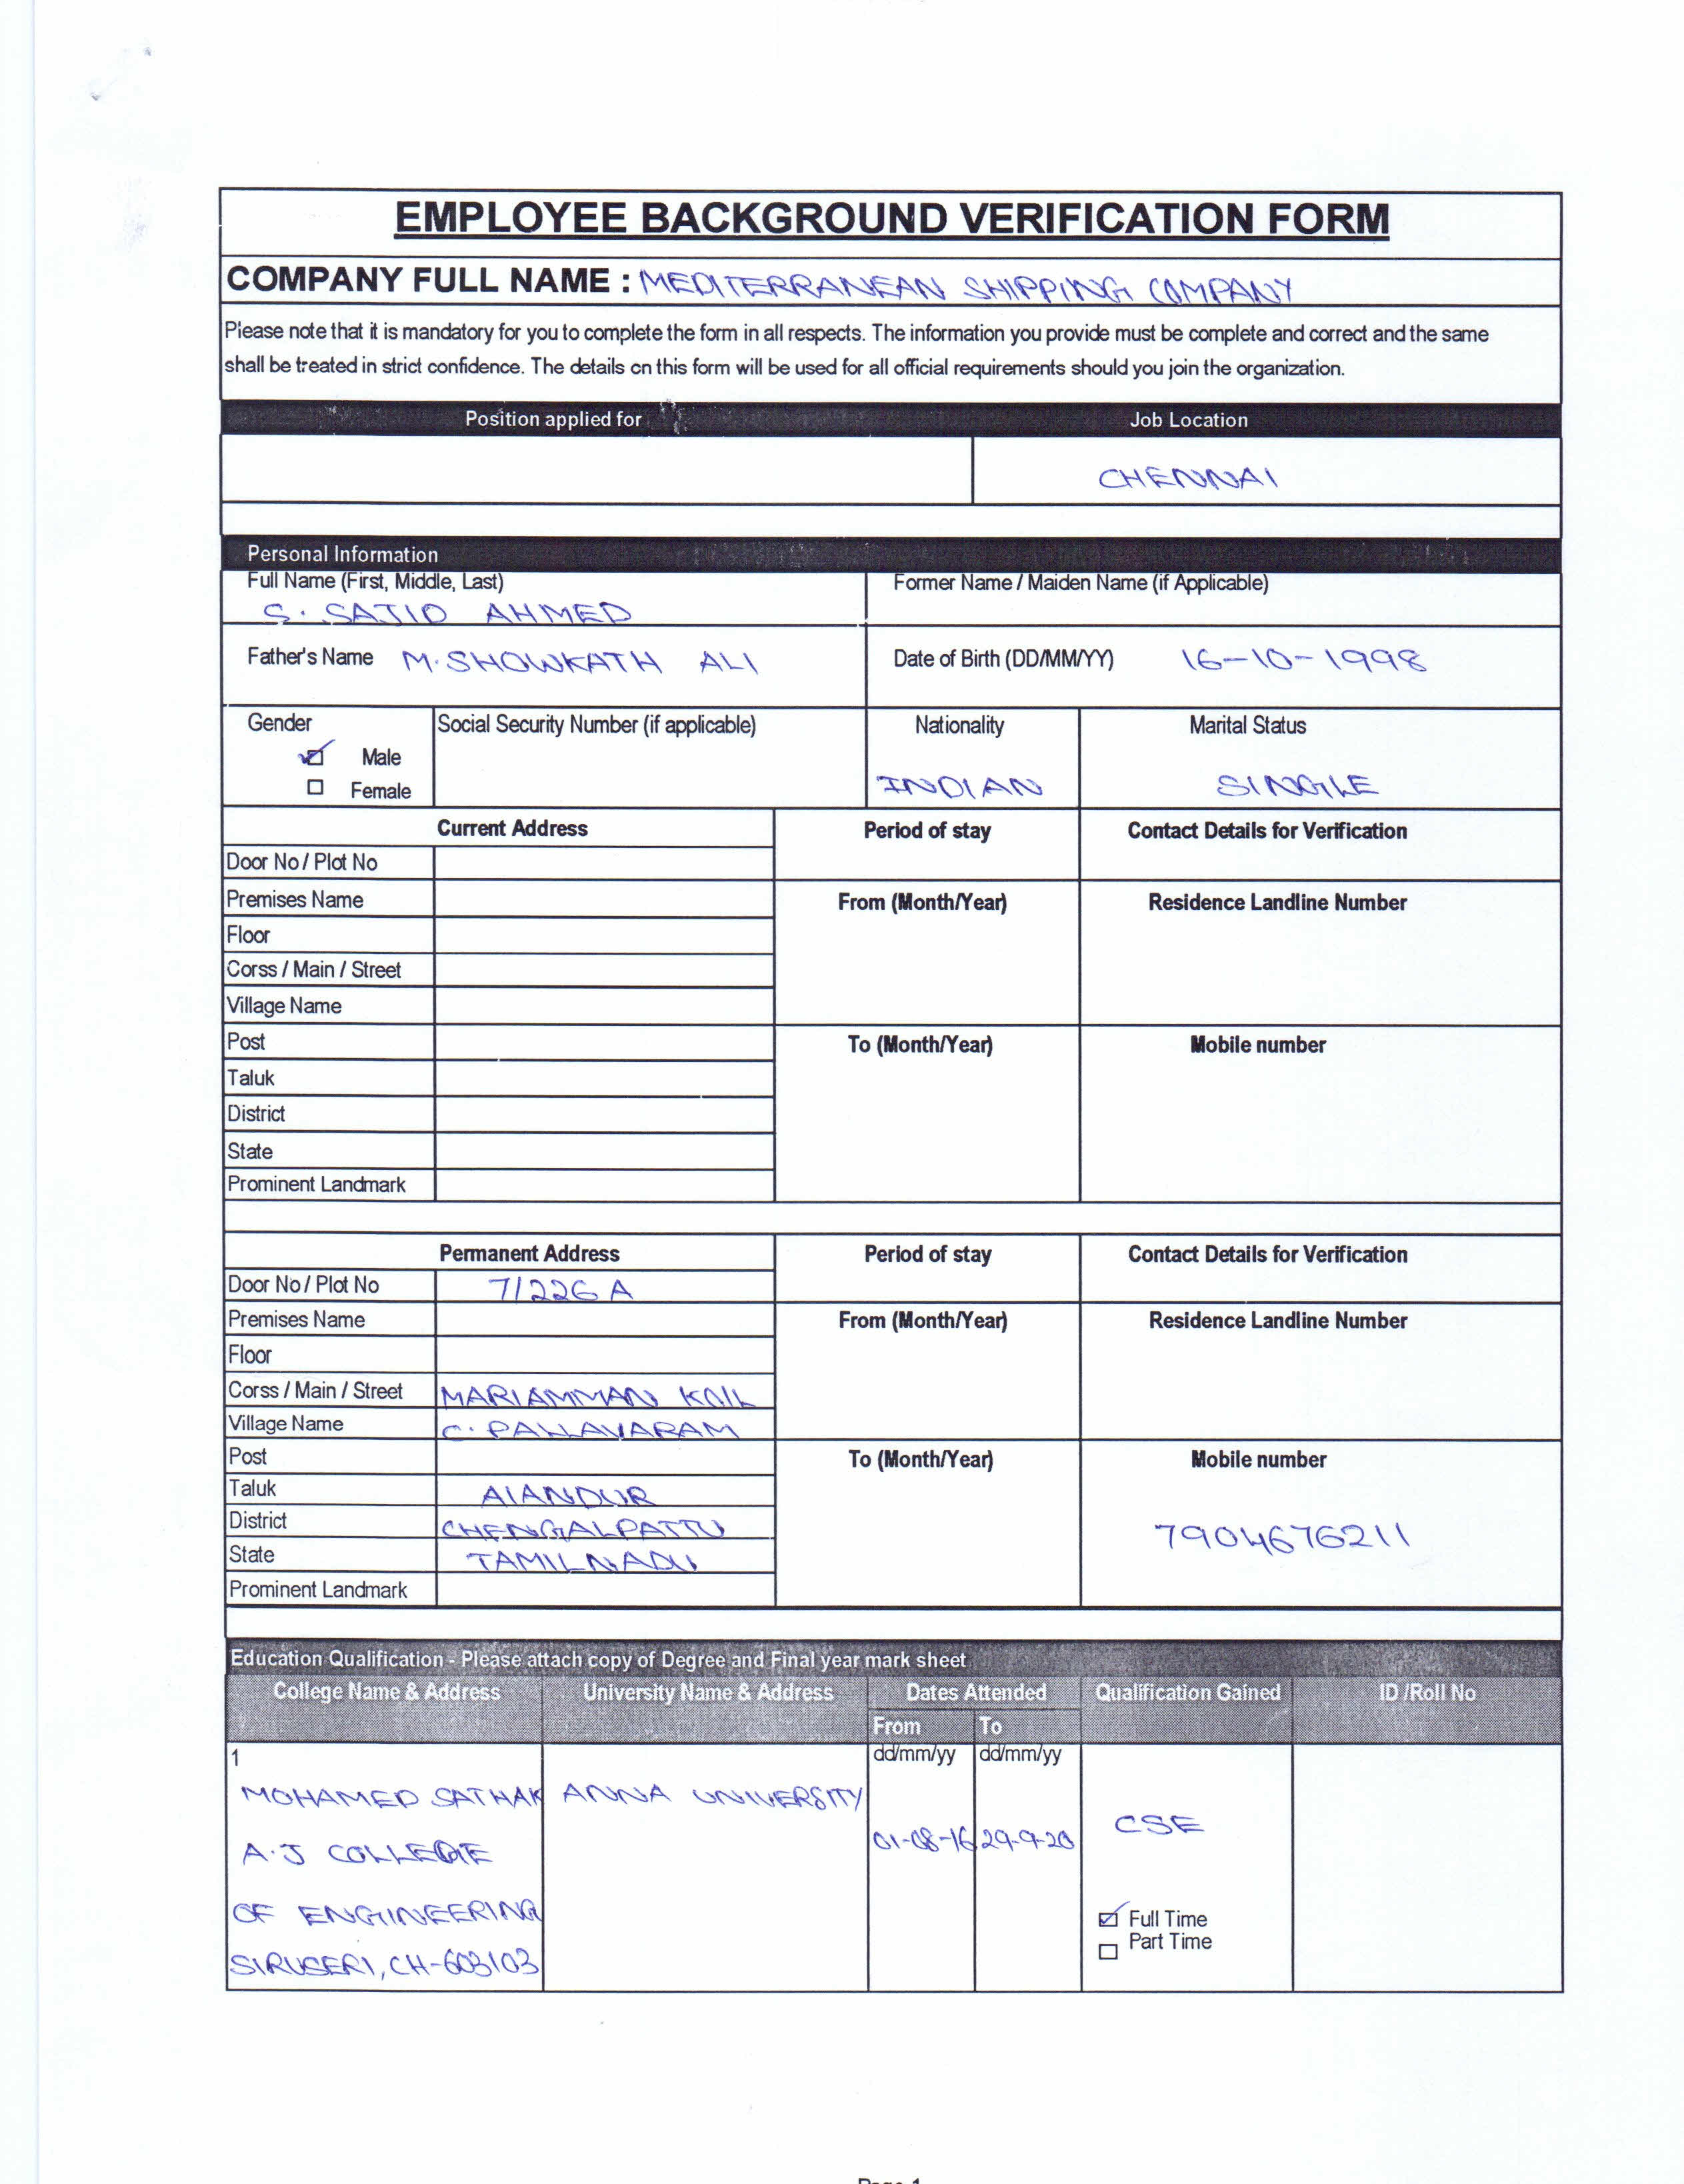 EMPLOYEE BACKGROUND VERIFICATION FORM
COMPANY FULL NAME : MEDITERRANEAN SHIPPING COMPANY
Please note that it is mandatory for you to complete the form in all respects. The information you provide must be complete and correct and the same
shall be treated in strict confidence. The details on this form will be used for all official requirements should you join the organization.
Position applied for Job Location
CHENNAI
Personal Information
Full Name (First, Middle, Last) Former Name / Maiden Name (if Applicable)
S. SAJID AHMED
Father's Name M. SHOWKATH ALI Date of Birth (DD/MM/YY) 16-10-1998
Gender Social Security Number (if applicable) Nationality Marital Status
Male
INDIAN SINGLE
Female
Current Address Period of stay Contact Details for Verification
Door No / Plot No
Premises Name From (Month/Year) Residence Landline Number
Floor
Corss / Main / Street
Village Name
Post To (Month/Year) Mobile number
Taluk
District
State
Prominent Landmark
Permanent Address Period of stay Contact Details for Verification
Door No / Plot No 7/226 A
Premises Name From (Month/Year) Residence Landline Number
Floor
Corss / Main / Street MARIAMMAN KOIL
Village Name C. PALLAVARAM
Post To (Month/Year) Mobile number
Taluk AlANDUR
District CHENGALPATTU
State TAMILNADU 7904676211
Prominent Landmark
Education Qualification - Please attach copy of Degree and Final year mark sheet
College Name & Address University Name & Address Dates Attended Qualification Gained ID /Roll No
From To
1 dd/mm/yy dd/mm/yy
MOHAMED SATHAK ANNA UNIVERSITY
A.J COLLEGE 01-08-16 29-9-20 CSE
OF ENGINEERING Full Time
Part Time
SIRUSERI, CH-603103